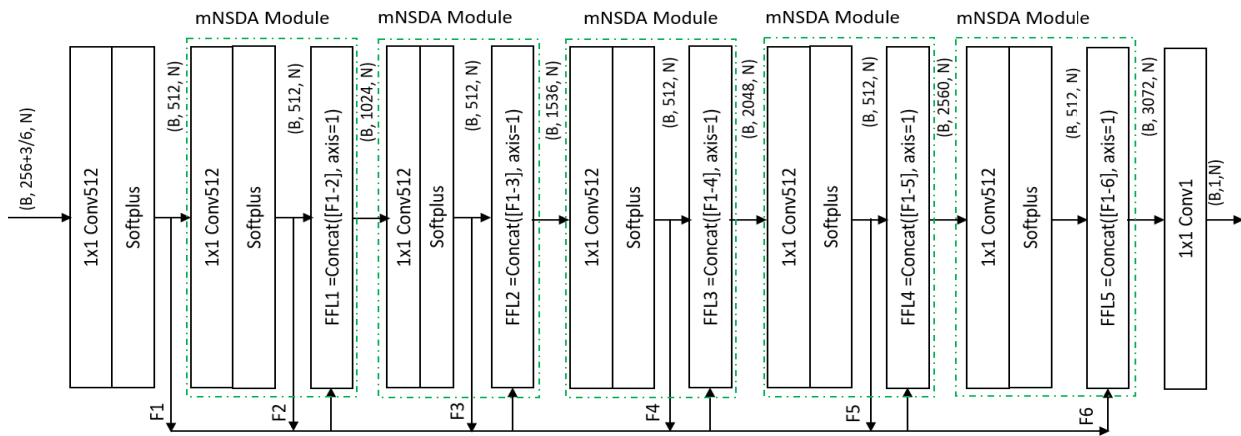 mNSDA Module
mNSDA Module
mNSDA Module
mNSDA Module
mNSDA Module
(B, 256+3/6, N)
1x1 Conv512
Softplus
(B, 512, N)
1x1 Conv512
Softplus
(B, 512, N)
FFL1 =Concat([F1-2], axis=1)
(B, 1024, N)
1x1 Conv512
Softplus
(B, 512, N)
FFL2 =Concat([F1-3], axis=1)
(B, 1536, N)
1x1 Conv512
Softplus
(B, 512, N)
FFL3 =Concat([F1-4], axis=1)
(B, 2048, N)
1x1 Conv512
Softplus
(B, 512, N)
FFL4 =Concat([F1-5], axis=1)
(B, 2560, N)
1x1 Conv512
Softplus
(B, 512, N)
FFL5 =Concat([F1-6], axis=1)
(B, 3072, N)
1x1 Conv1
(B,1,N)
F1
F2
F3
F4
F5
F6